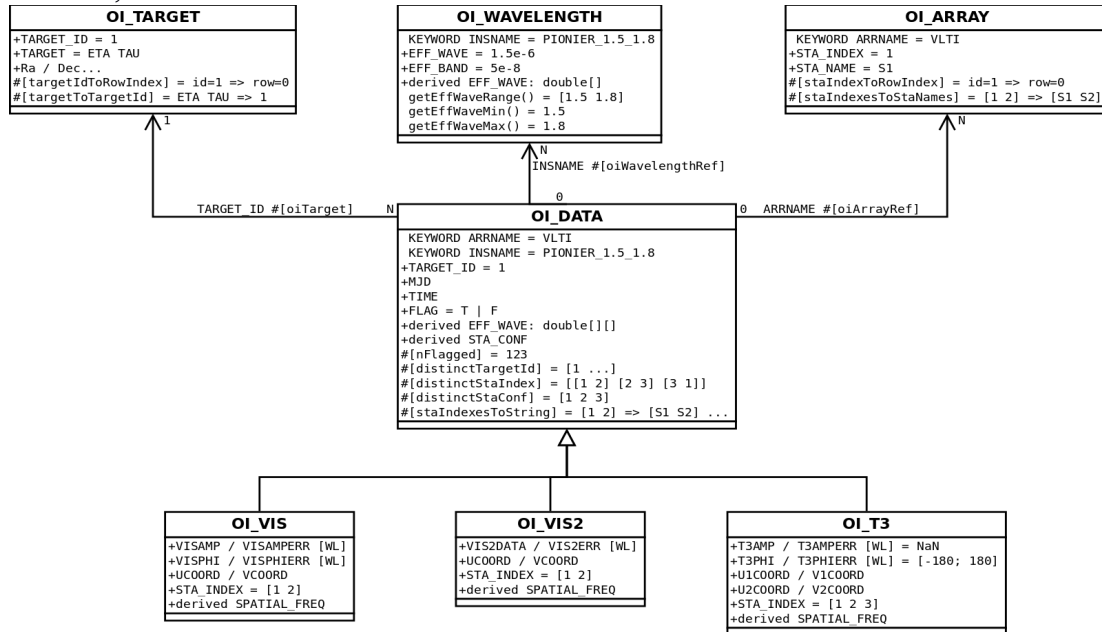 OI_TARGET
+TARGET_ID = 1
+TARGET = ETA TAU
+Ra / Dec...
#[targetIdToRowIndex] = id=1 => row=0
#[targetToTargetId] = ETA TAU => 1
OI_WAVELENGTH
KEYWORD INSNAME = PIONIER_1.5_1.8
+EFF_WAVE = 1.5e-6
+EFF_BAND = 5e-8
+derived EFF_WAVE: double[]
getEffWaveRange() = [1.5 1.8]
getEffWaveMin() = 1.5
getEffWaveMax() = 1.8
OI_ARRAY
KEYWORD ARRNAME = VLTI
+STA_INDEX = 1
+STA_NAME = S1
#[staIndexToRowIndex] = id=1 => row=0
#[staIndexesToStaNames] = [1 2] => [S1 S2]
1
N
N
INSNAME #[oiWavelengthRef]
0
TARGET_ID #[oiTarget]
N
0
ARRNAME #[oiArrayRef]
OI_DATA
KEYWORD ARRNAME = VLTI
KEYWORD INSNAME = PIONIER_1.5_1.8
+TARGET_ID = 1
+MJD
+TIME
+FLAG = T | F
+derived EFF_WAVE: double[][]
+derived STA_CONF
#[nFlagged] = 123
#[distinctTargetId] = [1 ...]
#[distinctStaIndex] = [[1 2] [2 3] [3 1]]
#[distinctStaConf] = [1 2 3]
#[staIndexesToString] = [1 2] => [S1 S2] ...
OI_VIS
+VISAMP / VISAMPERR [WL]
+VISPHI / VISPHIERR [WL]
+UCOORD / VCOORD
+STA_INDEX = [1 2]
+derived SPATIAL_FREQ
OI_VIS2
+VIS2DATA / VIS2ERR [WL]
+UCOORD / VCOORD
+STA_INDEX = [1 2]
+derived SPATIAL_FREQ
OI_T3
+T3AMP / T3AMPERR [WL] = NaN
+T3PHI / T3PHIERR [WL] = [-180; 180]
+U1COORD / V1COORD
+U2COORD / V2COORD
+STA_INDEX = [1 2 3]
+derived SPATIAL_FREQ